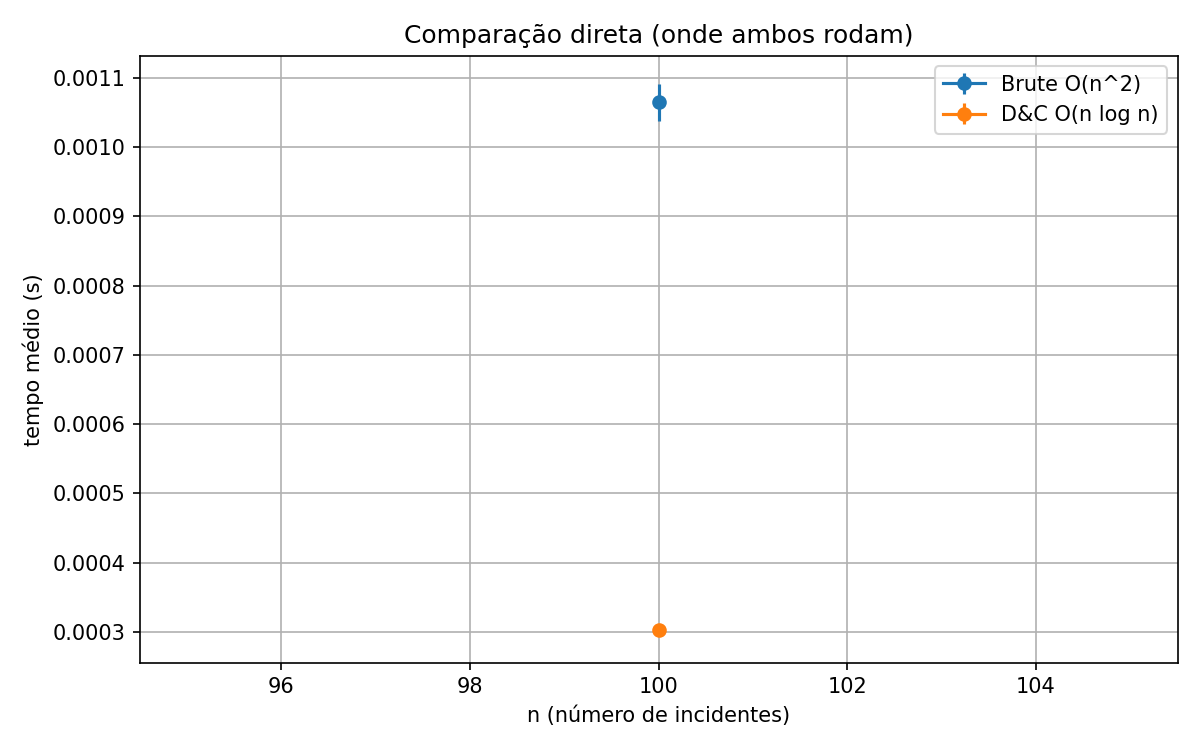 Comparação direta (onde ambos rodam)
Brute O(n^2)
D&C O(n log n)
tempo médio (s)
0.0011
0.0010
0.0009
0.0008
0.0007
0.0006
0.0005
0.0004
0.0003
96 98 100 102 104
n (número de incidentes)